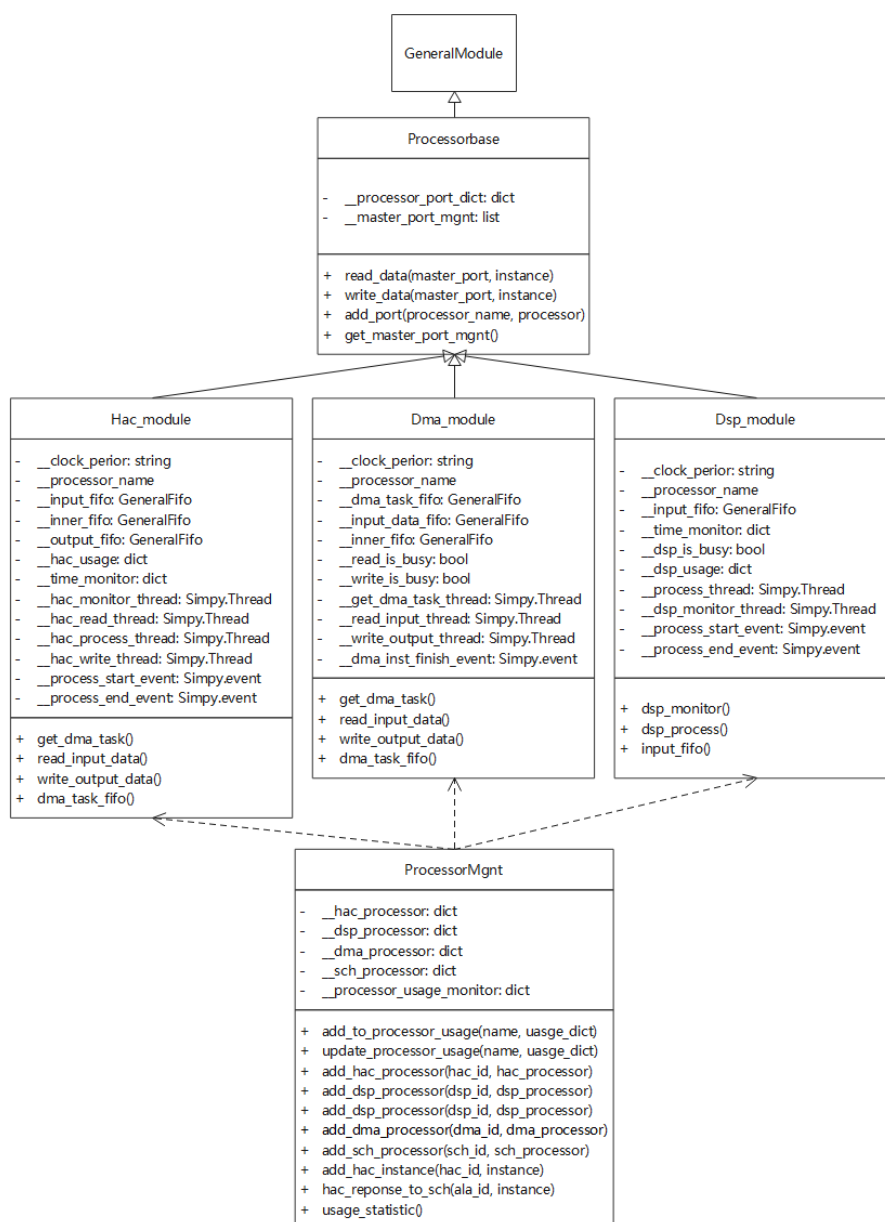 GeneralModule
Processorbase
- __processor_port_dict: dict
- __master_port_mgnt: list
+ read_data(master_port, instance)
+ write_data(master_port, instance)
+ add_port(processor_name, processor)
+ get_master_port_mgnt()
Hac_module
- __clock_perior: string
- __processor_name
- __input_fifo: GeneralFifo
- __inner_fifo: GeneralFifo
- __output_fifo: GeneralFifo
- __hac_usage: dict
- __time_monitor: dict
- __hac_monitor_thread: Simpy.Thread
- __hac_read_thread: Simpy.Thread
- __hac_process_thread: Simpy.Thread
- __hac_write_thread: Simpy.Thread
- __process_start_event: Simpy.event
- __process_end_event: Simpy.event
+ get_dma_task()
+ read_input_data()
+ write_output_data()
+ dma_task_fifo()
Dma_module
- __clock_perior: string
- __processor_name
- __dma_task_fifo: GeneralFifo
- __input_data_fifo: GeneralFifo
- __inner_fifo: GeneralFifo
- __read_is_busy: bool
- __write_is_busy: bool
- __get_dma_task_thread: Simpy.Thread
- __read_input_thread: Simpy.Thread
- __write_output_thread: Simpy.Thread
- __dma_inst_finish_event: Simpy.event
+ get_dma_task()
+ read_input_data()
+ write_output_data()
+ dma_task_fifo()
Dsp_module
- __clock_perior: string
- __processor_name
- __input_fifo: GeneralFifo
- __time_monitor: dict
- __dsp_is_busy: bool
- __dsp_usage: dict
- __process_thread: Simpy.Thread
- __dsp_monitor_thread: Simpy.Thread
- __process_start_event: Simpy.event
- __process_end_event: Simpy.event
+ dsp_monitor()
+ dsp_process()
+ input_fifo()
ProcessorMgnt
- __hac_processor: dict
- __dsp_processor: dict
- __dma_processor: dict
- __sch_processor: dict
- __processor_usage_monitor: dict
+ add_to_processor_usage(name, uasge_dict)
+ update_processor_usage(name, uasge_dict)
+ add_hac_processor(hac_id, hac_processor)
+ add_dsp_processor(dsp_id, dsp_processor)
+ add_dsp_processor(dsp_id, dsp_processor)
+ add_dma_processor(dma_id, dma_processor)
+ add_sch_processor(sch_id, sch_processor)
+ add_hac_instance(hac_id, instance)
+ hac_reponse_to_sch(ala_id, instance)
+ usage_statistic()